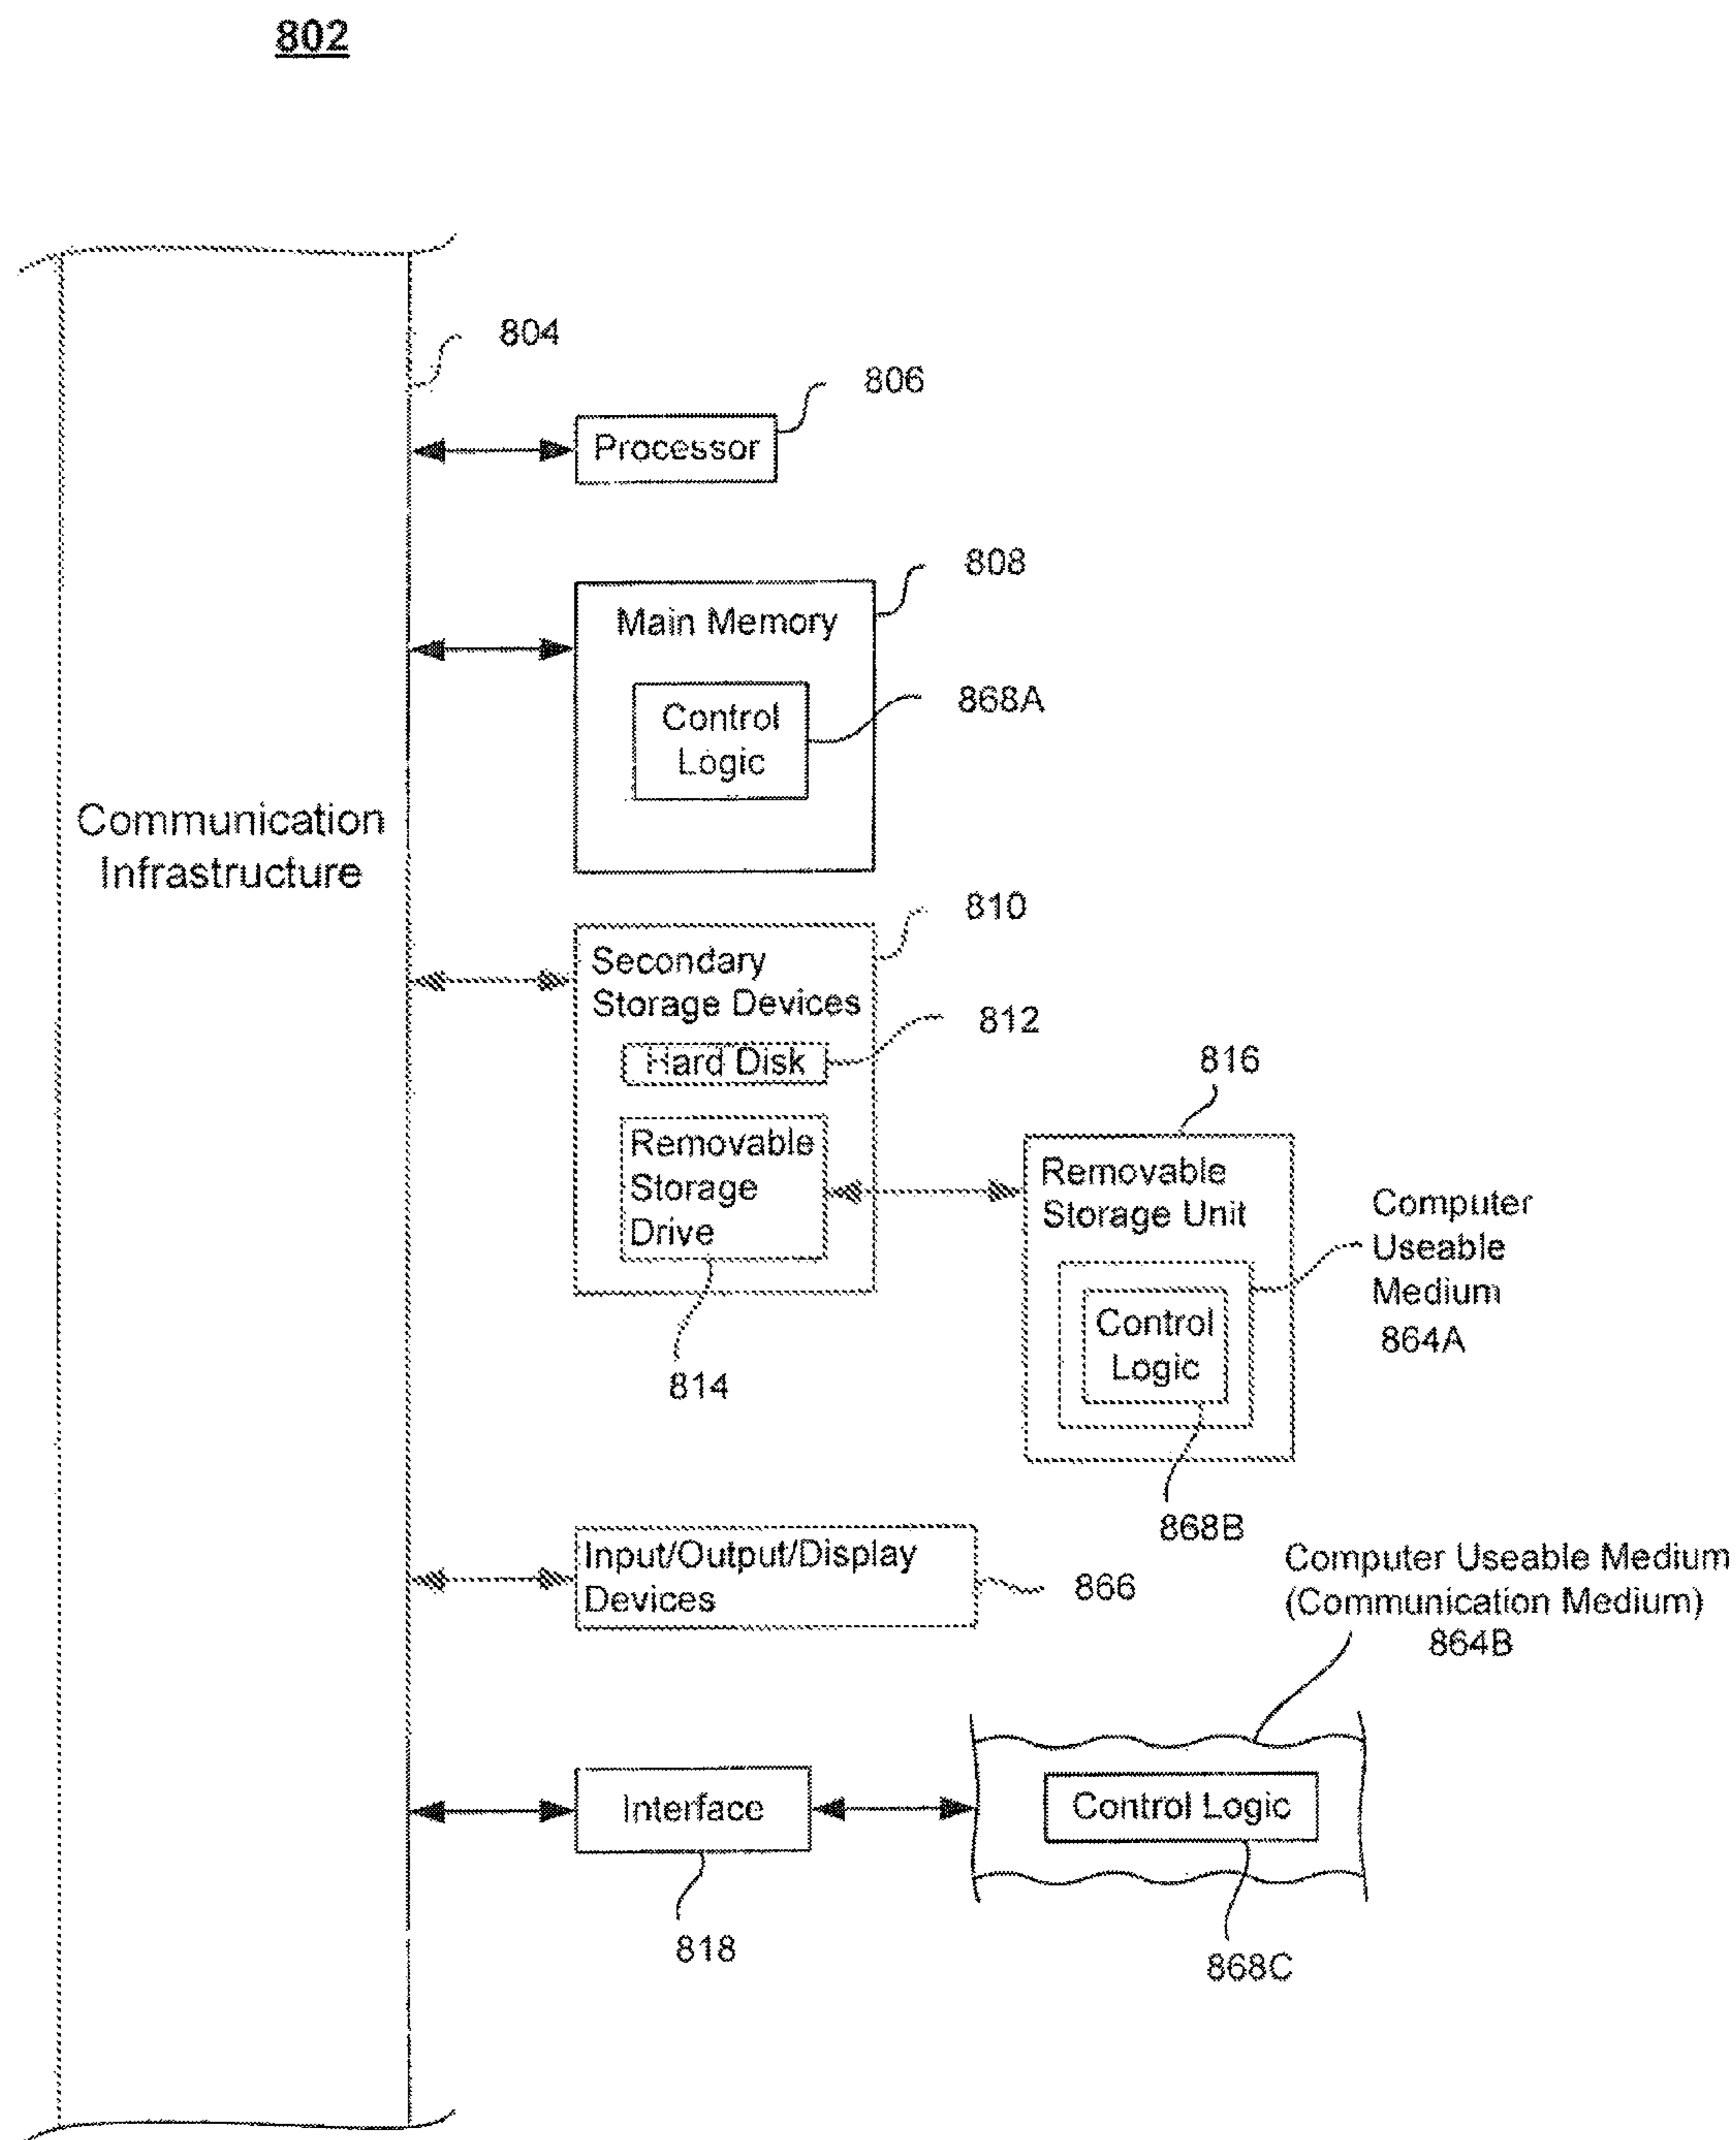 802
804
806
Processor
808
Main Memory
868A
Control
Logic
Communication
Infrastructure
810
Secondary
Storage Devices
812
Hard Disk
816
Removable
Storage
Drive
Removable
Storage Unit
Computer
Useable
Medium
864A
Control
Logic
814
868B
Input/Output/Display
Devices
866
Computer Useable Medium
(Communication Medium)
864B
Interface
Control Logic
818
868C